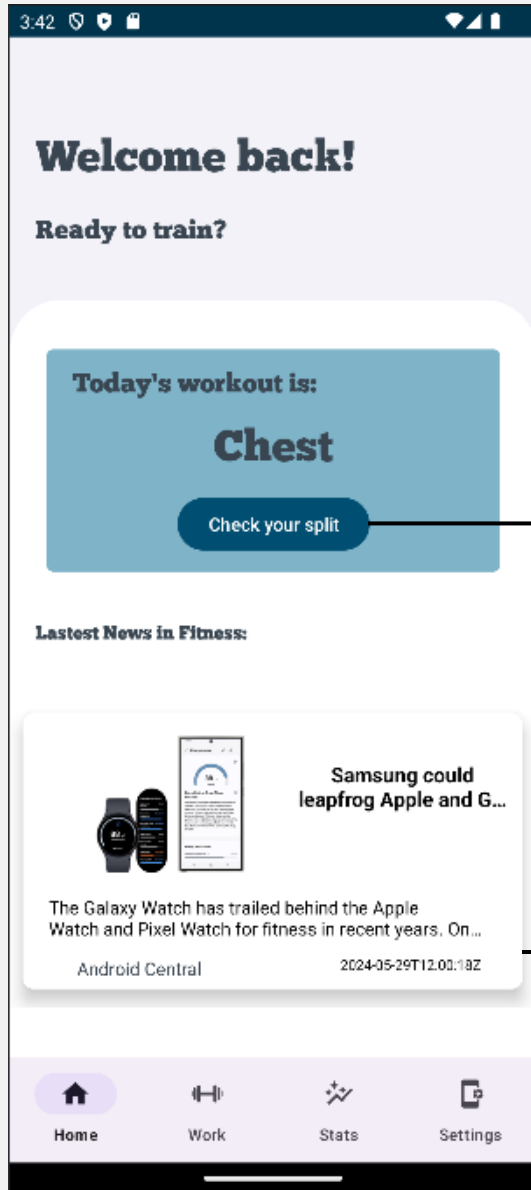 3:42
Welcome back!
Ready to train?
Today's workout is:
Chest
Check your split
Lastest News in Fitness:
Samsung could
leapfrog Apple and G...
The Galaxy Watch has trailed behind the Apple
Watch and Pixel Watch for fitness in recent years. On...
Android Central
2024-05-29T12:00:18Z
Home
Work
Stats
Settings